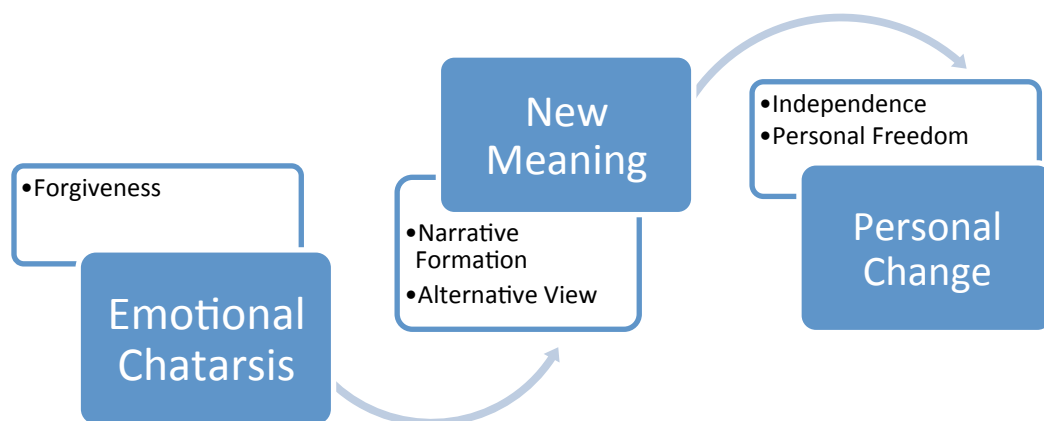 •Forgiveness
Emotional
Chatarsis
New
Meaning
•Narrative
Formation
•Alternative View
•Independence
•Personal Freedom
Personal
Change